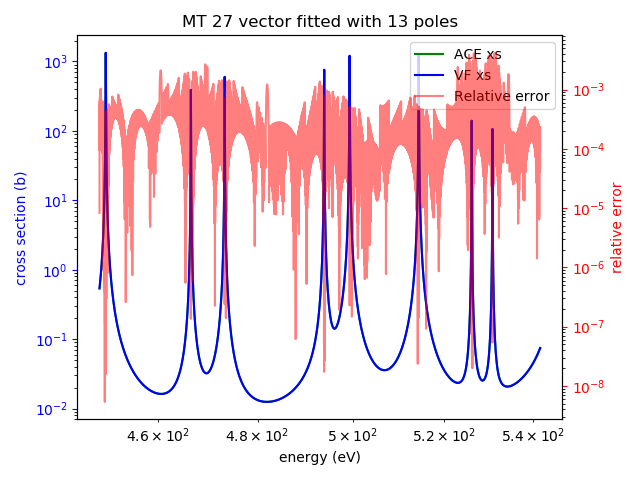 MT 27 vector fitted with 13 poles
ACE xs
VF xs
Relative error
10³
10²
10¹
10⁰
10⁻¹
10⁻²
cross section (b)
10⁻³
10⁻⁴
10⁻⁵
10⁻⁶
10⁻⁷
10⁻⁸
relative error
4.6 × 10² 4.8 × 10² 5 × 10² 5.2 × 10² 5.4 × 10²
energy (eV)